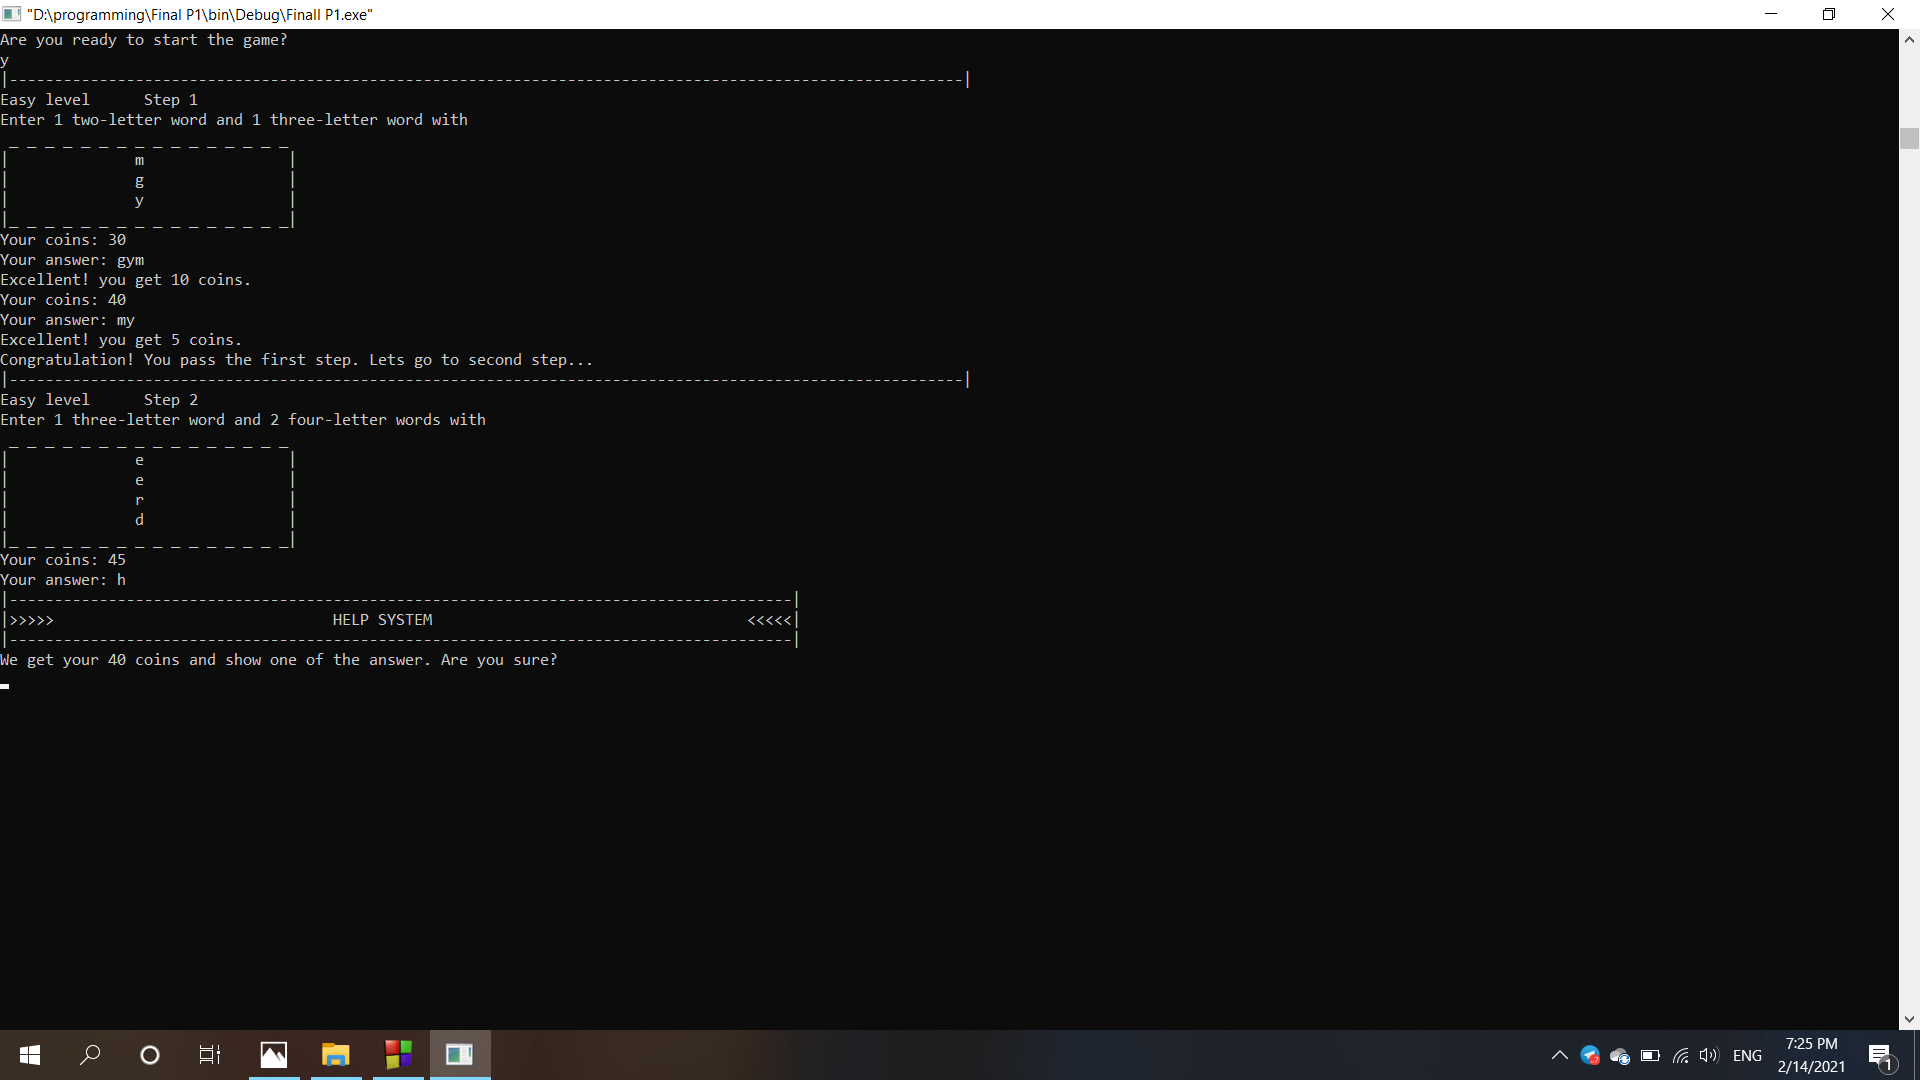 "D:\programming\Final P1\bin\Debug\Finall P1.exe"
Are you ready to start the game?
y
|----------------------------------------------------------------------------------------------------------|
Easy level      Step 1
Enter 1 two-letter word and 1 three-letter word with
 _ _ _ _ _ _ _ _ _ _ _ _ _ _ _ _
|              m                |
|              g                |
|              y                |
|_ _ _ _ _ _ _ _ _ _ _ _ _ _ _ _|
Your coins: 30
Your answer: gym
Excellent! you get 10 coins.
Your coins: 40
Your answer: my
Excellent! you get 5 coins.
Congratulation! You pass the first step. Lets go to second step...
|----------------------------------------------------------------------------------------------------------|
Easy level      Step 2
Enter 1 three-letter word and 2 four-letter words with
 _ _ _ _ _ _ _ _ _ _ _ _ _ _ _ _
|              e                |
|              e                |
|              r                |
|              d                |
|_ _ _ _ _ _ _ _ _ _ _ _ _ _ _ _|
Your coins: 45
Your answer: h
|---------------------------------------------------------------------------------------|
|>>>>>                               HELP SYSTEM                                   <<<<<|
|---------------------------------------------------------------------------------------|
We get your 40 coins and show one of the answer. Are you sure?
ENG
7:25 PM
2/14/2021
1